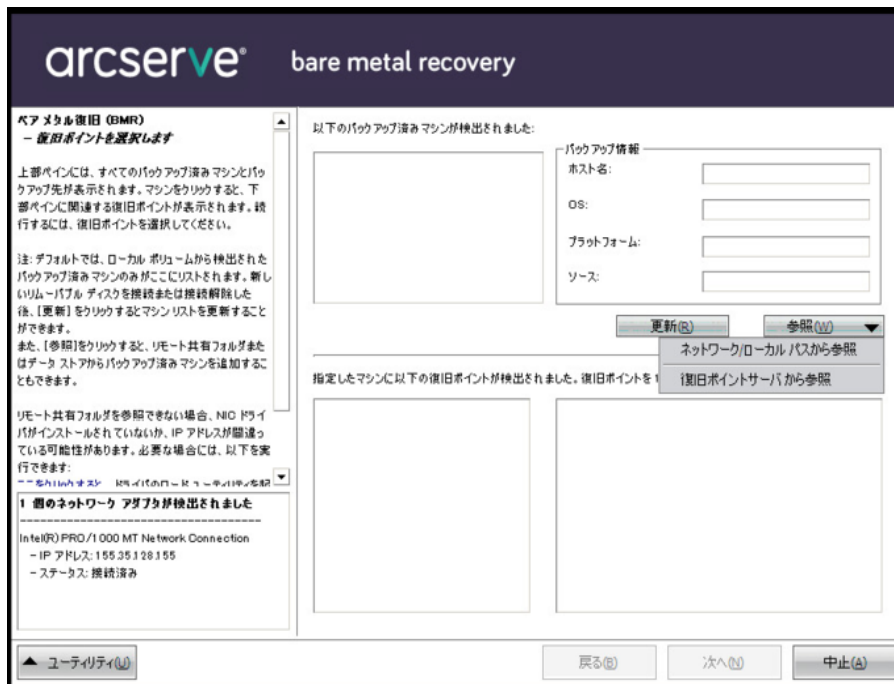 arcserve® bare metal recovery
ベア メタル復旧 (BMR)
- 復旧ポイントを選択します
上部ペインには、すべてのバックアップ済みマシンとバッ
クアップ先が表示されます。マシンをクリックすると、下
部ペインに関連する復旧ポイントが表示されます。続
行するには、復旧ポイントを選択してください。
注: デフォルトでは、ローカル ボリュームから検出された
バックアップ済みマシンのみがここにリストされます。新し
いリムーバブル ディスクを接続または接続解除した
後、[更新] をクリックするとマシン リストを更新すること
ができます。
また、[参照]をクリックすると、リモート共有フォルダまた
はデータ ストアからバックアップ済みマシンを追加するこ
ともできます。
リモート共有フォルダを参照できない場合、NIC ドライ
バがインストールされていないか、IP アドレスが間違っ
ている可能性があります。必要な場合には、以下を実
行できます:
1 個のネットワーク アダプタが検出されました
------------------------------------
Intel(R) PRO/1000 MT Network Connection
- IP アドレス: 155.35.128.155
- ステータス: 接続済み
以下のバックアップ済みマシンが検出されました:
バックアップ情報
ホスト名:
OS:
プラットフォーム:
ソース:
更新(R)
参照(W)
ネットワーク/ローカル パスから参照
復旧ポイントサーバから参照
指定したマシンに以下の復旧ポイントが検出されました。復旧ポイントを 1
ユーティリティ(U)
戻る(B)
次へ(N)
中止(A)